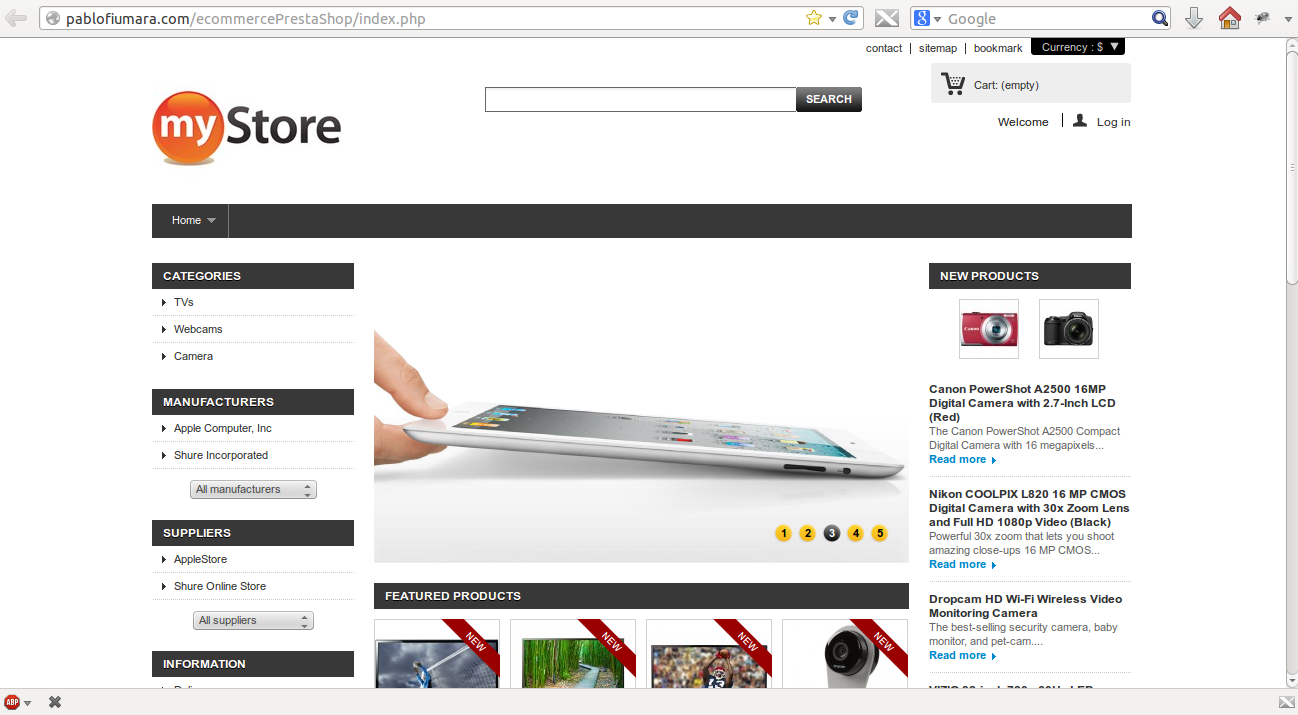 pablofiumara.com/ecommercePrestaShop/index.php
8
Google
contact | sitemap | bookmark
Currency : $
Cart: (empty)
my Store
SEARCH
Welcome | Log in
Home
CATEGORIES
TVs
Webcams
Camera
MANUFACTURERS
Apple Computer, Inc
Shure Incorporated
All manufacturers
SUPPLIERS
AppleStore
Shure Online Store
All suppliers
INFORMATION
1 2 3 4 5
FEATURED PRODUCTS
NEW
NEW
NEW
NEW
NEW PRODUCTS
Canon PowerShot A2500 16MP
Digital Camera with 2.7-Inch LCD
(Red)
The Canon PowerShot A2500 Compact
Digital Camera with 16 megapixels...
Read more
Nikon COOLPIX L820 16 MP CMOS
Digital Camera with 30x Zoom Lens
and Full HD 1080p Video (Black)
Powerful 30x zoom that lets you shoot
amazing close-ups 16 MP CMOS...
Read more
Dropcam HD Wi-Fi Wireless Video
Monitoring Camera
The best-selling security camera, baby
monitor, and pet-cam....
Read more
ABP